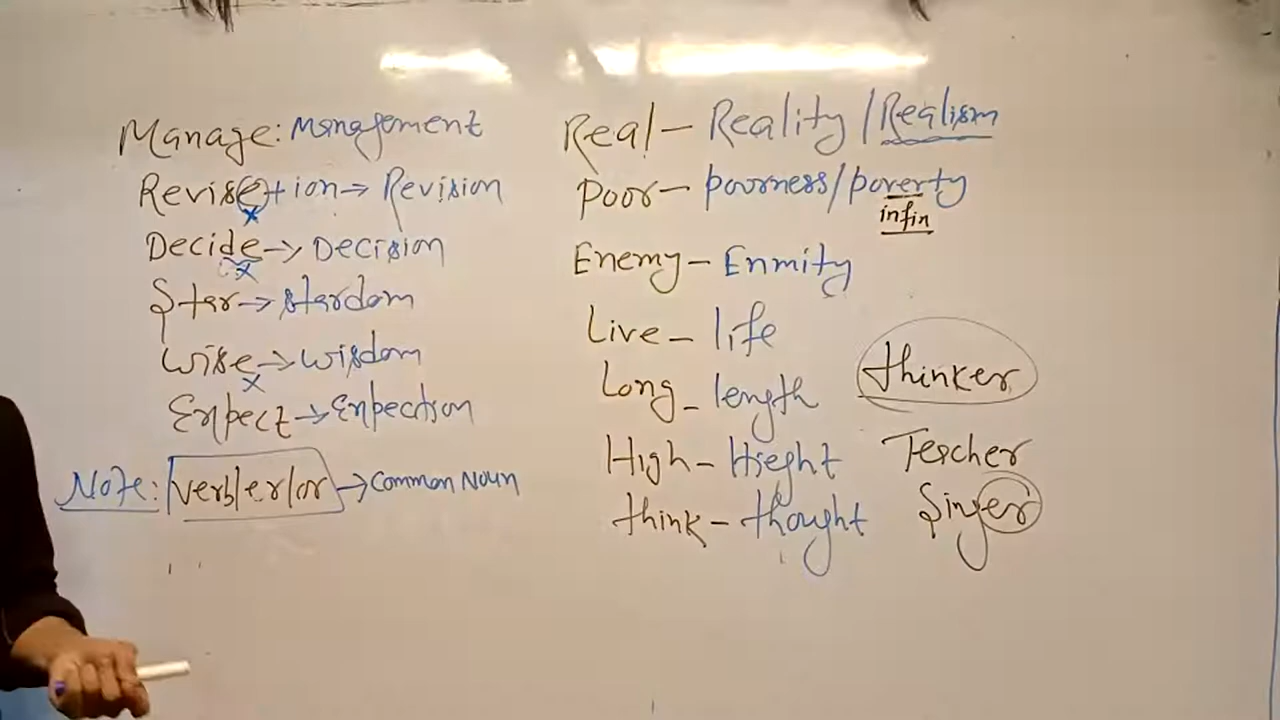 Manage: Management
Revise+ion→ Revision
x
Decide→ Decision
x
Star→ stardom
Wise→ wisdom
x
Expect→ Expection
Note: verb/er/or → Common Noun
Real – Reality / Realism
Poor – poorness/poverty
infin
Enemy – Enmity
Live – life
Long – length
High – Hieght
think – thought
thinker
Teacher
Singer